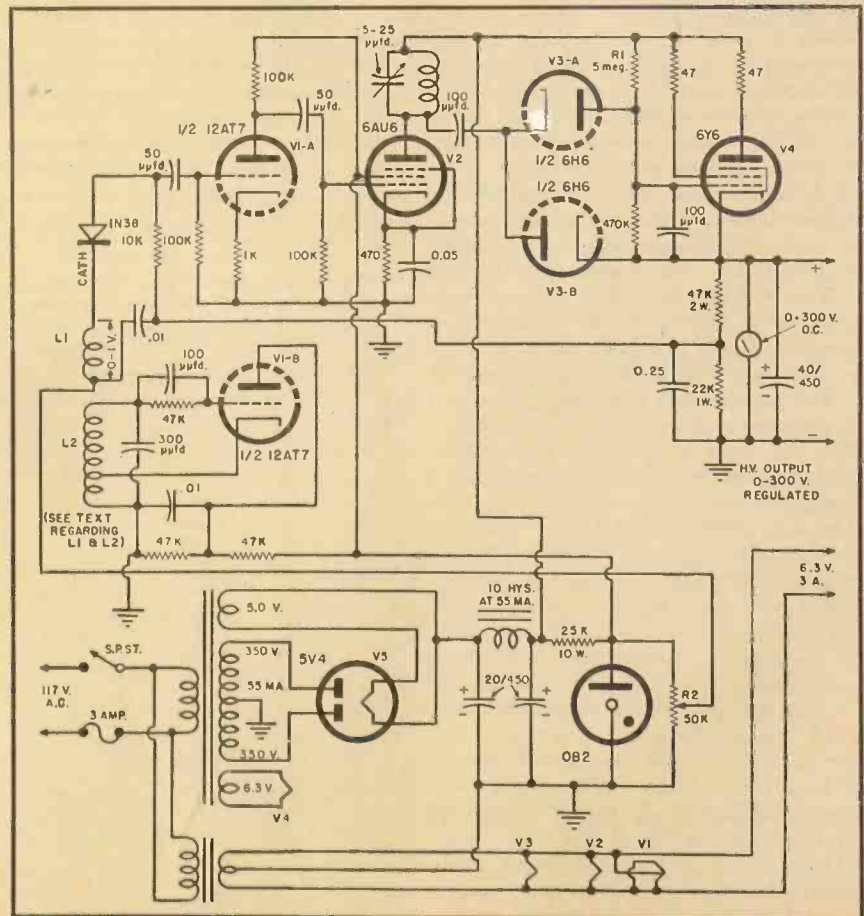 5-25
µµfd.
100K
50
µµfd.
1/2 12AT7
V1-A
50
µµfd.
IN38
CATH
10K
100K
1K
100K
6AU6
V2
470
0.05
100
µµfd.
V3-A
1/2 6H6
1/2 6H6
V3-B
R1
5 meg.
47
47
6Y6
V4
470K
100
µµfd.
+
47K
2 W.
0-300 V.
D.C.
0.25
22K
1W.
+
-
40/
450
-
H.V. OUTPUT
0-300 V.
REGULATED
L1
0-1 V.
.01
100
µµfd
V1-B
47K
L2
300
µµfd
1/2 12AT7
.01
(SEE TEXT
REGARDING
L1 & L2)
47K
47K
6.3 V.
3 A.
10 HYS.
AT 55 MA.
5.0 V.
350 V
55 MA
350 V.
5V4
V5
S.P.ST.
117 V.
A.C.
3 AMP.
6.3 V.
V4
+
-
20/450
+
-
25K
10 W.
OB2
R2
50K
V3
V2
V1